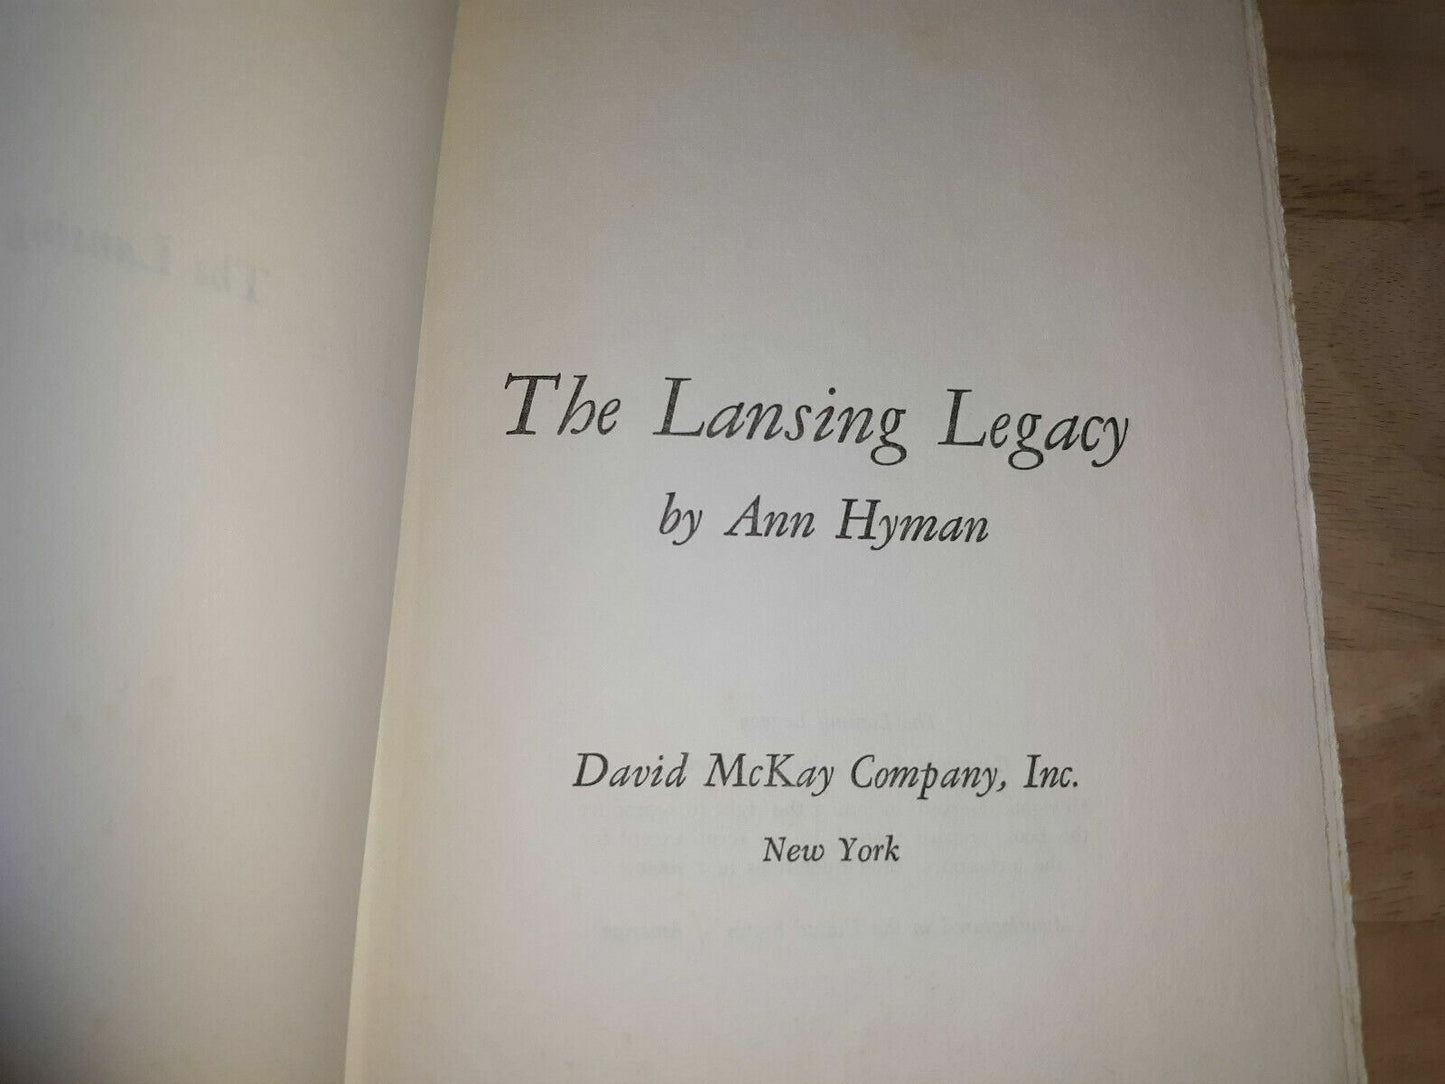 The Lansing Legacy
by Ann Hyman
David McKay Company, Inc.
New York